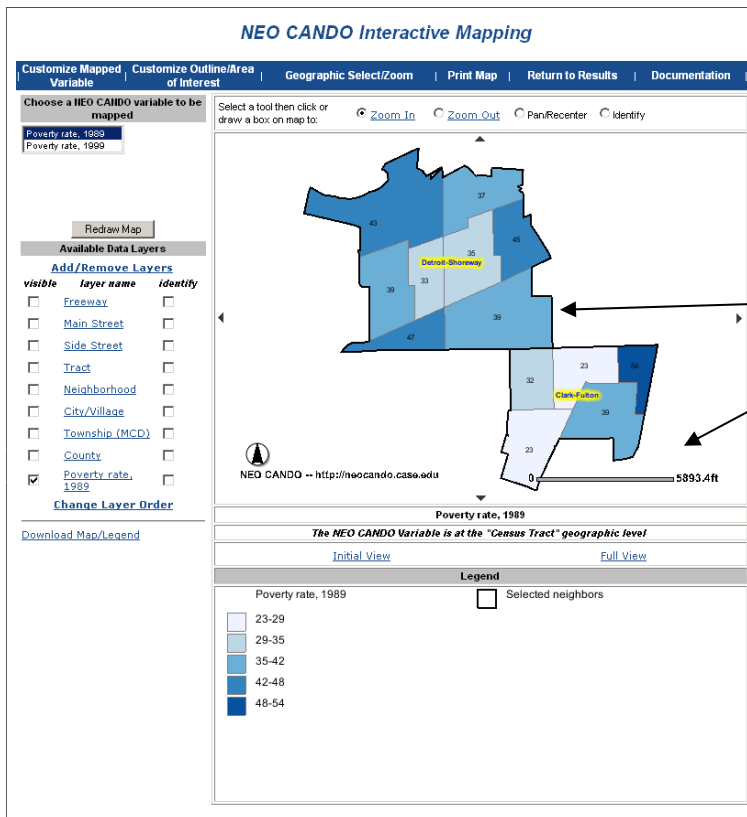 NEO CANDO Interactive Mapping
Customize Mapped Variable | Customize Outline/Area of Interest | Geographic Select/Zoom | Print Map | Return to Results | Documentation
Choose a NEO CANDO variable to be mapped
Poverty rate, 1989
Poverty rate, 1999
Redraw Map
Available Data Layers
Add/Remove Layers
visible layer name identify
Freeway
Main Street
Side Street
Tract
Neighborhood
City/Village
Township (MCD)
County
Poverty rate, 1989
Change Layer Order
Download Map/Legend
Select a tool then click or
draw a box on map to:
Zoom In Zoom Out Pan/Recenter Identify
37
43
45
35
Detroit-Shoreway
33
39
39
47
23
54
32
Clark-Fulton
39
23
NEO CANDO -- http://neocando.case.edu
0 5893.4ft
Poverty rate, 1989
The NEO CANDO Variable is at the "Census Tract" geographic level
Initial View Full View
Legend
Poverty rate, 1989 Selected neighbors
23-29
29-35
35-42
42-48
48-54